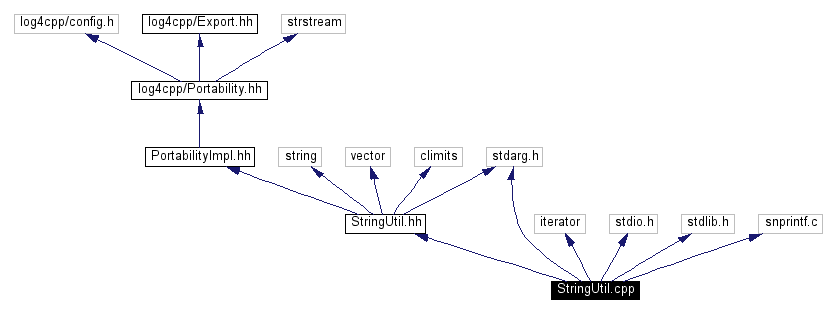 log4cpp/config.h
log4cpp/Export.hh
strstream
log4cpp/Portability.hh
PortabilityImpl.hh
string
vector
climits
stdarg.h
StringUtil.hh
iterator
stdio.h
stdlib.h
snprintf.c
StringUtil.cpp